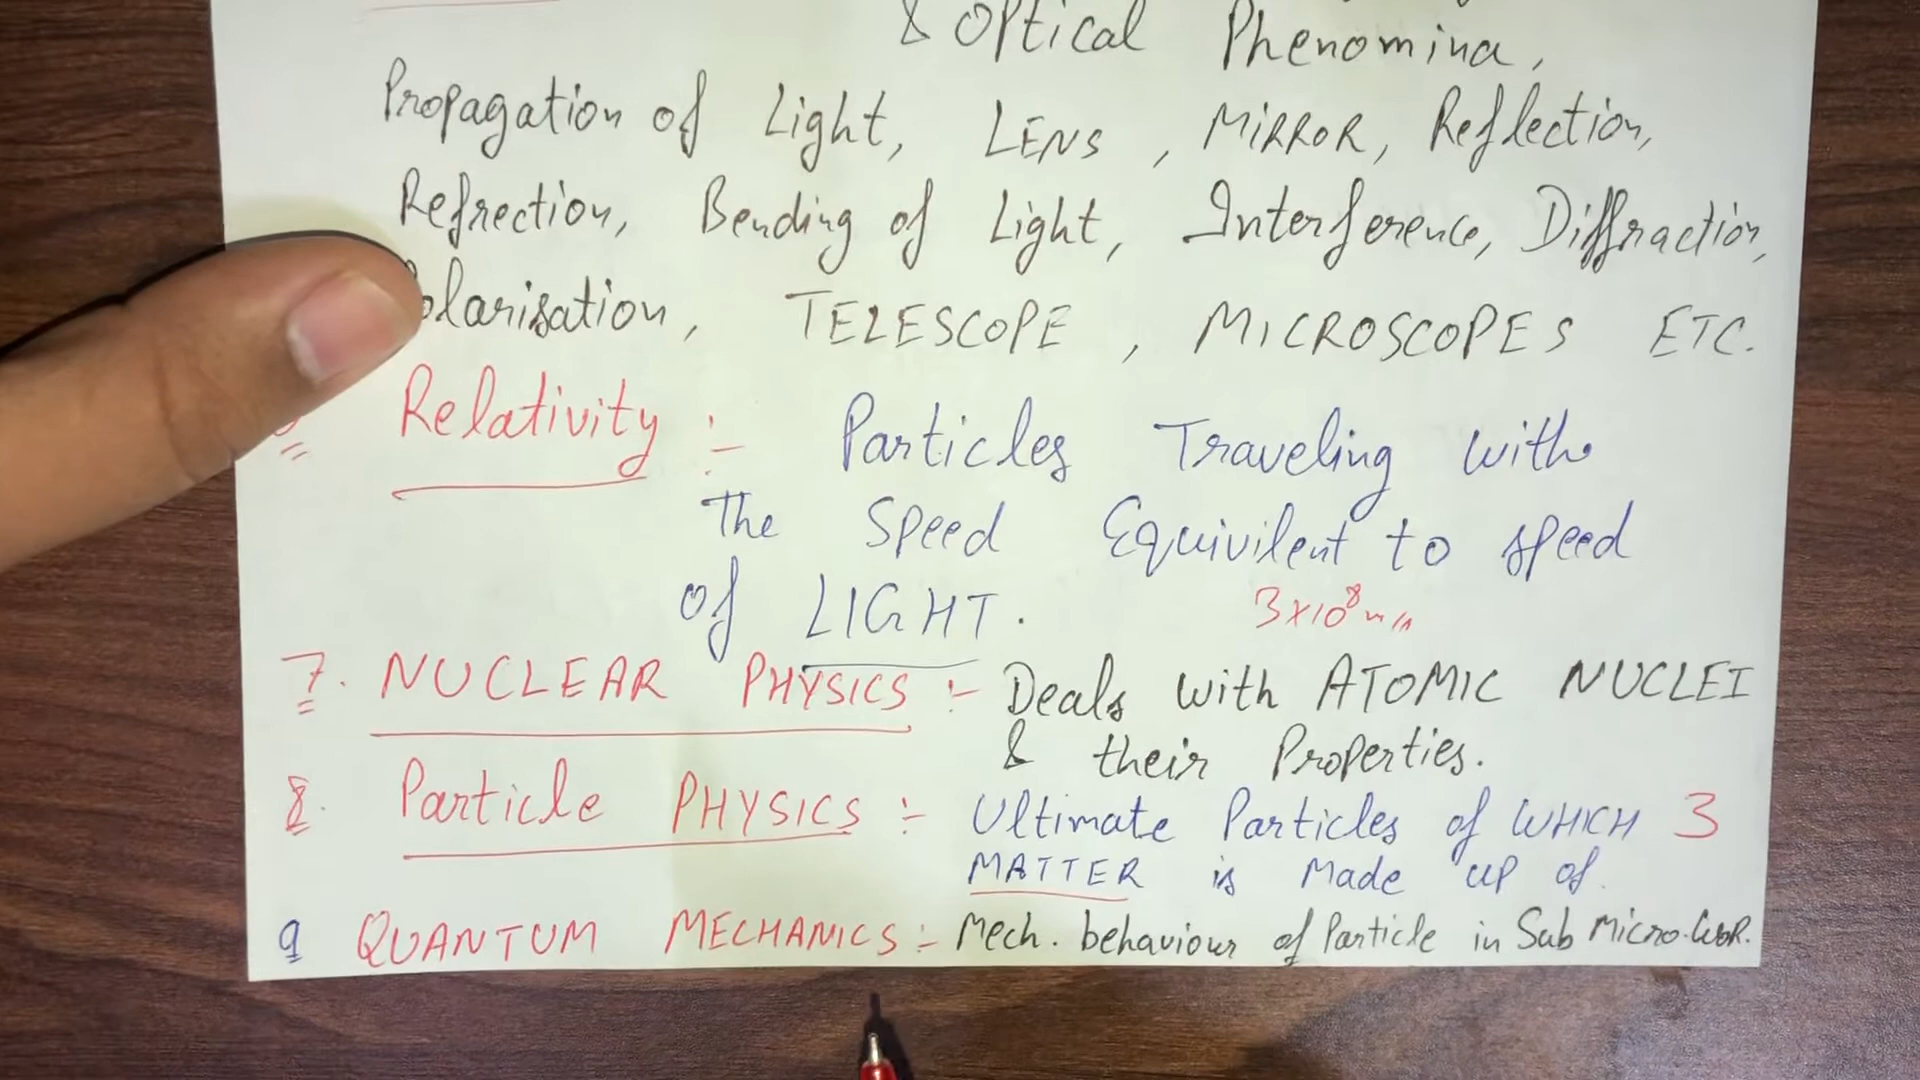 & Optical Phenomina,
Propagation of Light, LENS, MIRROR, Reflection,
Refrection, Bending of Light, Interference, Diffraction,
olarisation, TELESCOPE, MICROSCOPES ETC.
Relativity :- Particles Traveling with
The Speed Equivilent to speed
of LIGHT. 3×10⁸ m/s
7. NUCLEAR PHYSICS :- Deals with ATOMIC NUCLEI
& their Properties.
8. Particle PHYSICS :- Ultimate Particles of WHICH 3
MATTER is Made up of.
9 QUANTUM MECHANICS :- Mech. behaviour of Particle in Sub Micro.